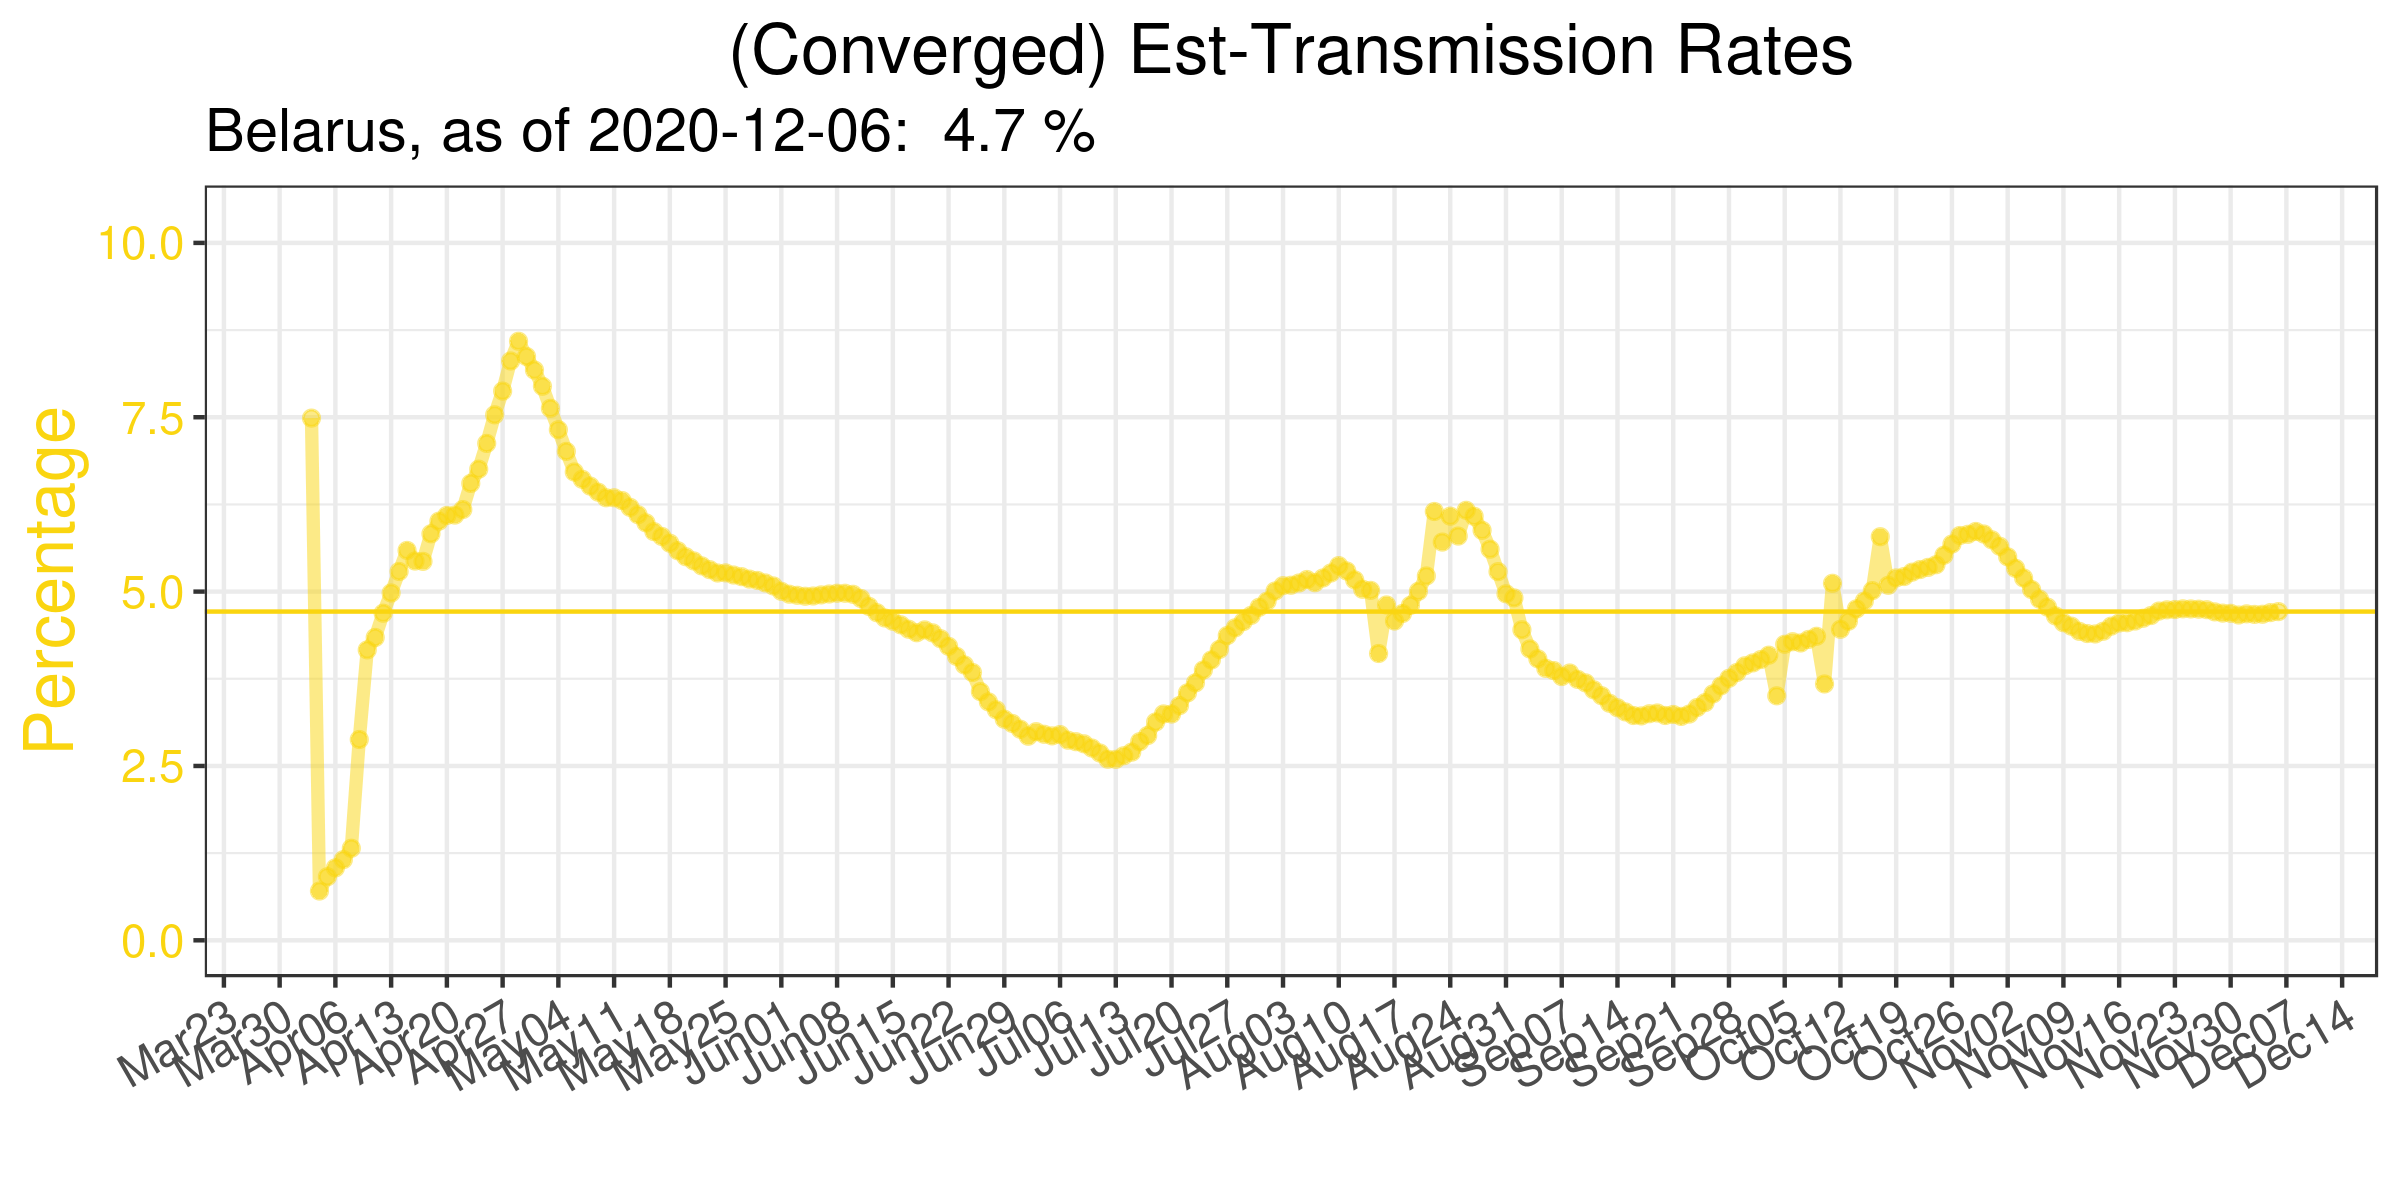 (Converged) Est-Transmission Rates
Belarus, as of 2020-12-06:  4.7 %
Percentage
10.0
7.5
5.0
2.5
0.0
Mar23
Mar30
Apr06
Apr13
Apr20
Apr27
May04
May11
May18
May25
Jun01
Jun08
Jun15
Jun22
Jun29
Jul06
Jul13
Jul20
Jul27
Aug03
Aug10
Aug17
Aug24
Aug31
Sep07
Sep14
Sep21
Sep28
Oct05
Oct12
Oct19
Oct26
Nov02
Nov09
Nov16
Nov23
Nov30
Dec07
Dec14